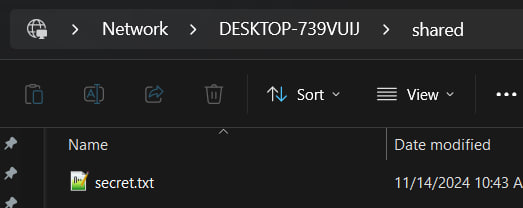 Network > DESKTOP-739VUIJ > shared
Sort View
Name Date modified
secret.txt 11/14/2024 10:43 A